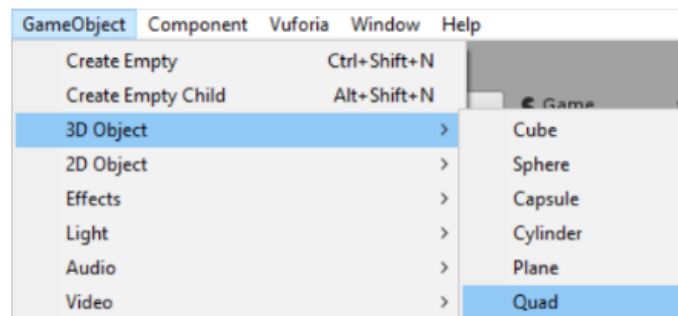 GameObject Component Vuforia Window Help
Create Empty Ctrl+Shift+N
Create Empty Child Alt+Shift+N
Game
3D Object > Cube
2D Object > Sphere
Effects > Capsule
Light > Cylinder
Audio > Plane
Video > Quad